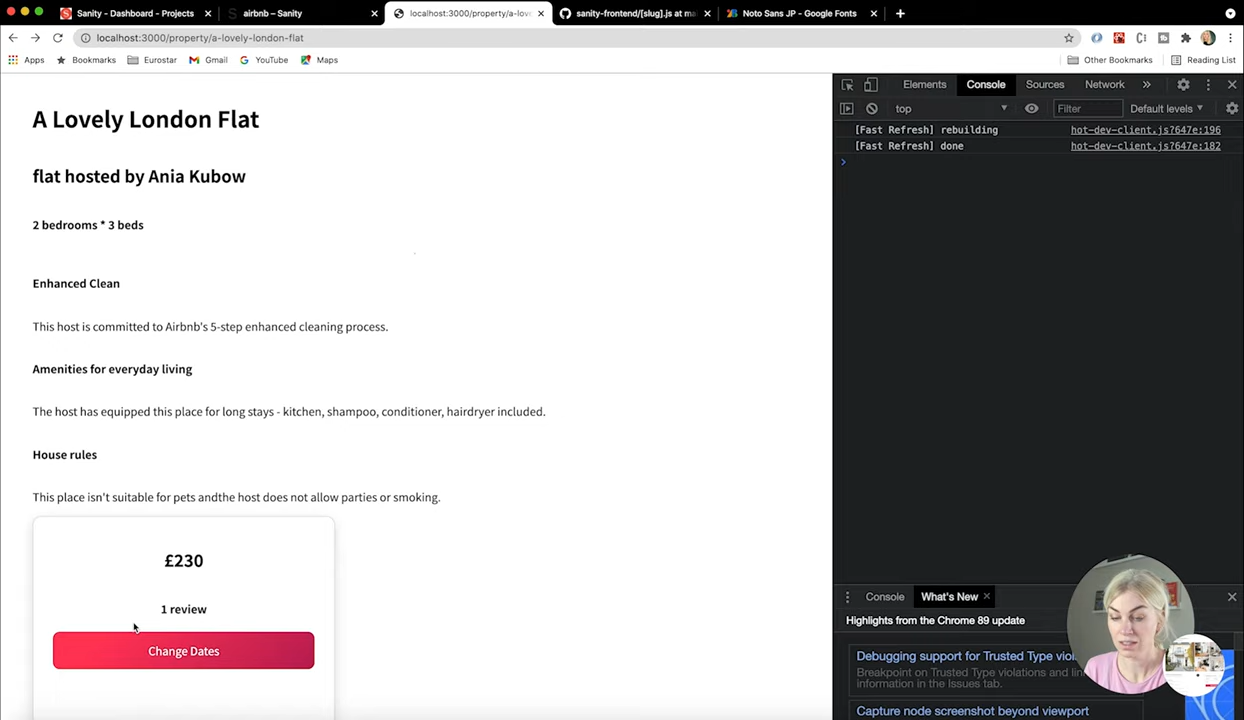 Sanity - Dashboard - Projects
airbnb – Sanity
localhost:3000/property/a-lov
sanity-frontend/[slug].js at ma
Noto Sans JP - Google Fonts
localhost:3000/property/a-lovely-london-flat
Apps
Bookmarks
Eurostar
Gmail
YouTube
Maps
Other Bookmarks
Reading List
A Lovely London Flat
flat hosted by Ania Kubow
2 bedrooms * 3 beds
Enhanced Clean
This host is committed to Airbnb's 5-step enhanced cleaning process.
Amenities for everyday living
The host has equipped this place for long stays - kitchen, shampoo, conditioner, hairdryer included.
House rules
This place isn't suitable for pets andthe host does not allow parties or smoking.
£230
1 review
Change Dates
Elements
Console
Sources
Network
top
Filter
Default levels
[Fast Refresh] rebuilding
hot-dev-client.js?647e:196
[Fast Refresh] done
hot-dev-client.js?647e:182
Console
What's New
Highlights from the Chrome 89 update
Debugging support for Trusted Type viol
Breakpoint on Trusted Type violations and lin
information in the Issues tab.
Capture node screenshot beyond viewport